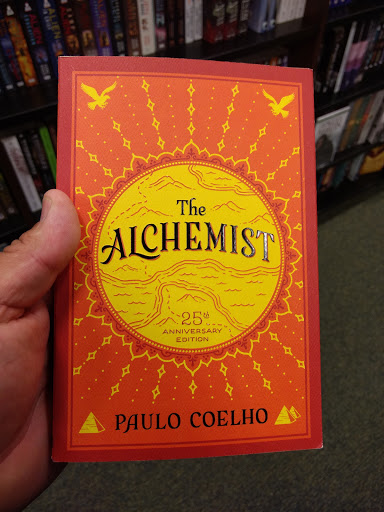 The
ALCHEMIST
25th
ANNIVERSARY
EDITION
PAULO COELHO